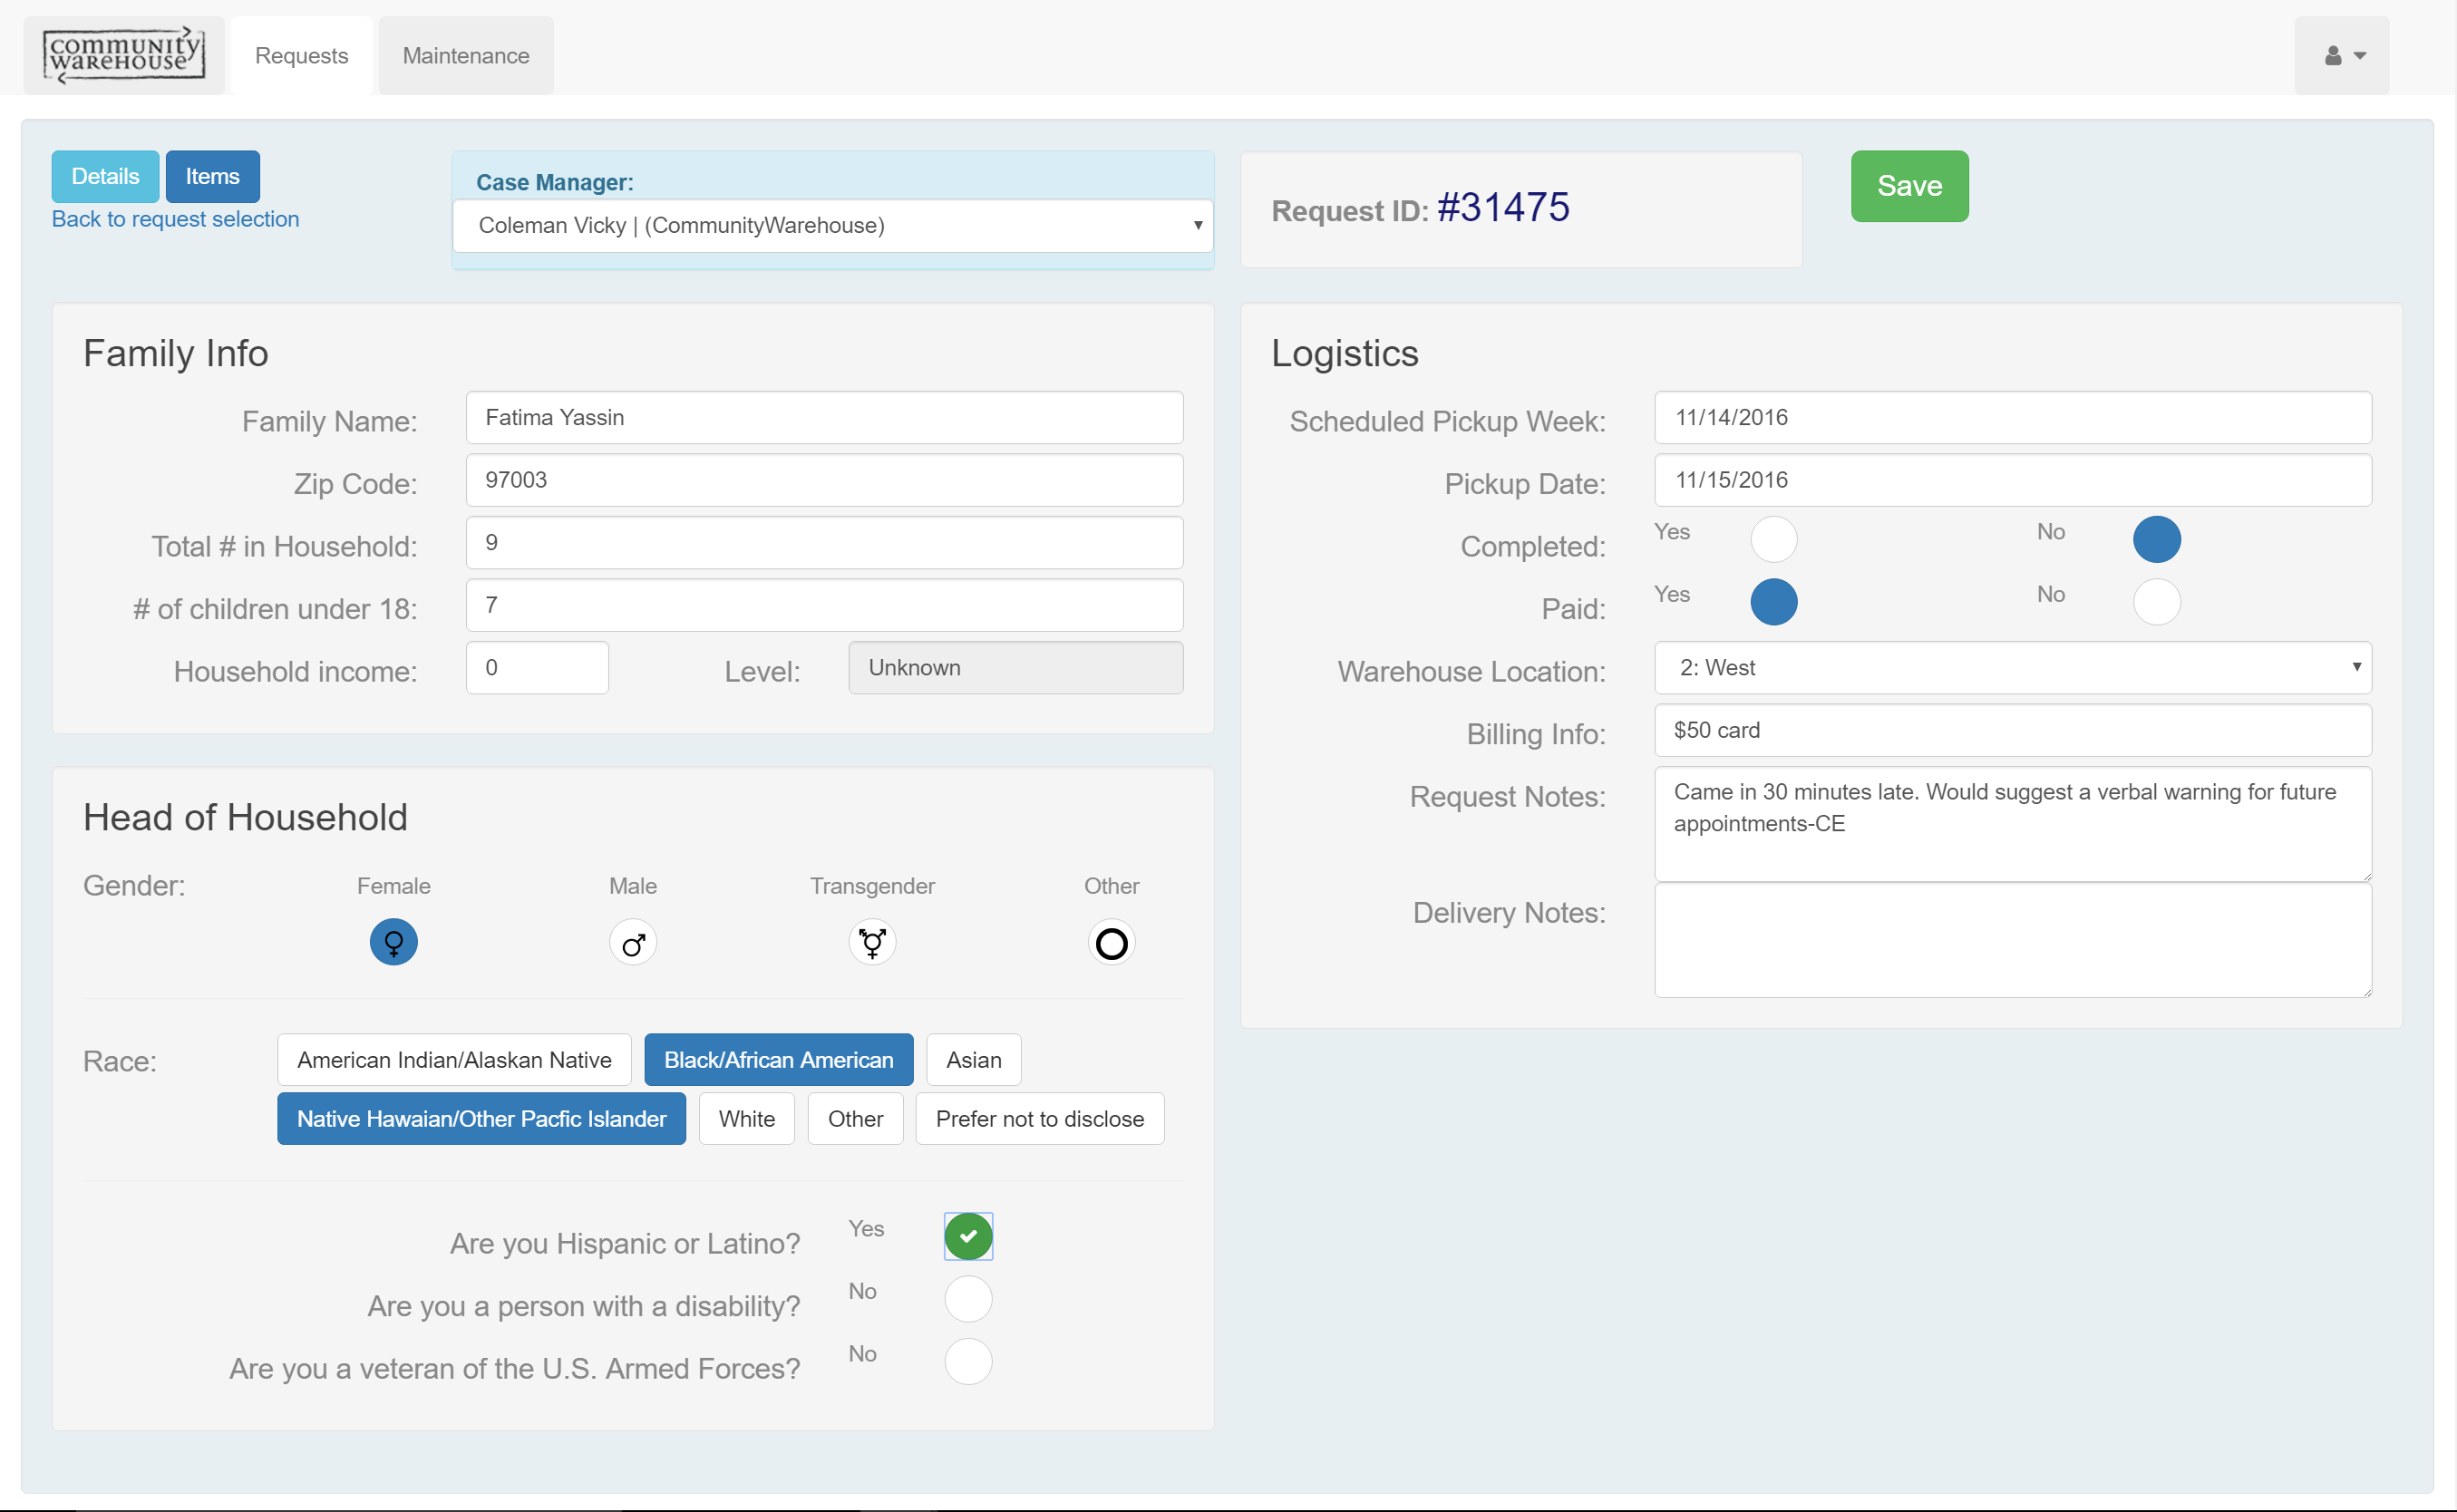 COMMUNITY
WAREHOUSE
Requests
Maintenance
Details
Items
Back to request selection
Case Manager:
Coleman Vicky | (CommunityWarehouse)
Request ID: #31475
Save
Family Info
Family Name:
Fatima Yassin
Zip Code:
97003
Total # in Household:
9
# of children under 18:
7
Household income:
0
Level:
Unknown
Head of Household
Gender:
Female
Male
Transgender
Other
Race:
American Indian/Alaskan Native
Black/African American
Asian
Native Hawaian/Other Pacfic Islander
White
Other
Prefer not to disclose
Are you Hispanic or Latino?
Yes
Are you a person with a disability?
No
Are you a veteran of the U.S. Armed Forces?
No
Logistics
Scheduled Pickup Week:
11/14/2016
Pickup Date:
11/15/2016
Completed:
Yes
No
Paid:
Yes
No
Warehouse Location:
2: West
Billing Info:
$50 card
Request Notes:
Came in 30 minutes late. Would suggest a verbal warning for future
appointments-CE
Delivery Notes: